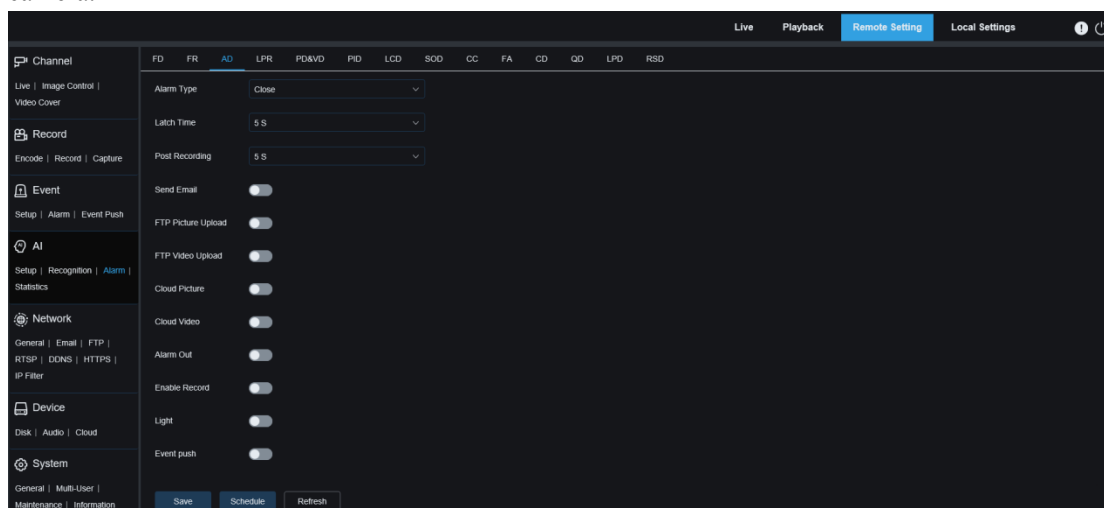 Live Playback Remote Setting Local Settings
Channel
Live | Image Control |
Video Cover
Record
Encode | Record | Capture
Event
Setup | Alarm | Event Push
AI
Setup | Recognition | Alarm |
Statistics
Network
General | Email | FTP |
RTSP | DDNS | HTTPS |
IP Filter
Device
Disk | Audio | Cloud
System
General | Multi-User |
Maintenance | Information
FD FR AD LPR PD&VD PID LCD SOD CC FA CD QD LPD RSD
Alarm Type Close
Latch Time 5 S
Post Recording 5 S
Send Email
FTP Picture Upload
FTP Video Upload
Cloud Picture
Cloud Video
Alarm Out
Enable Record
Light
Event push
Save Schedule Refresh